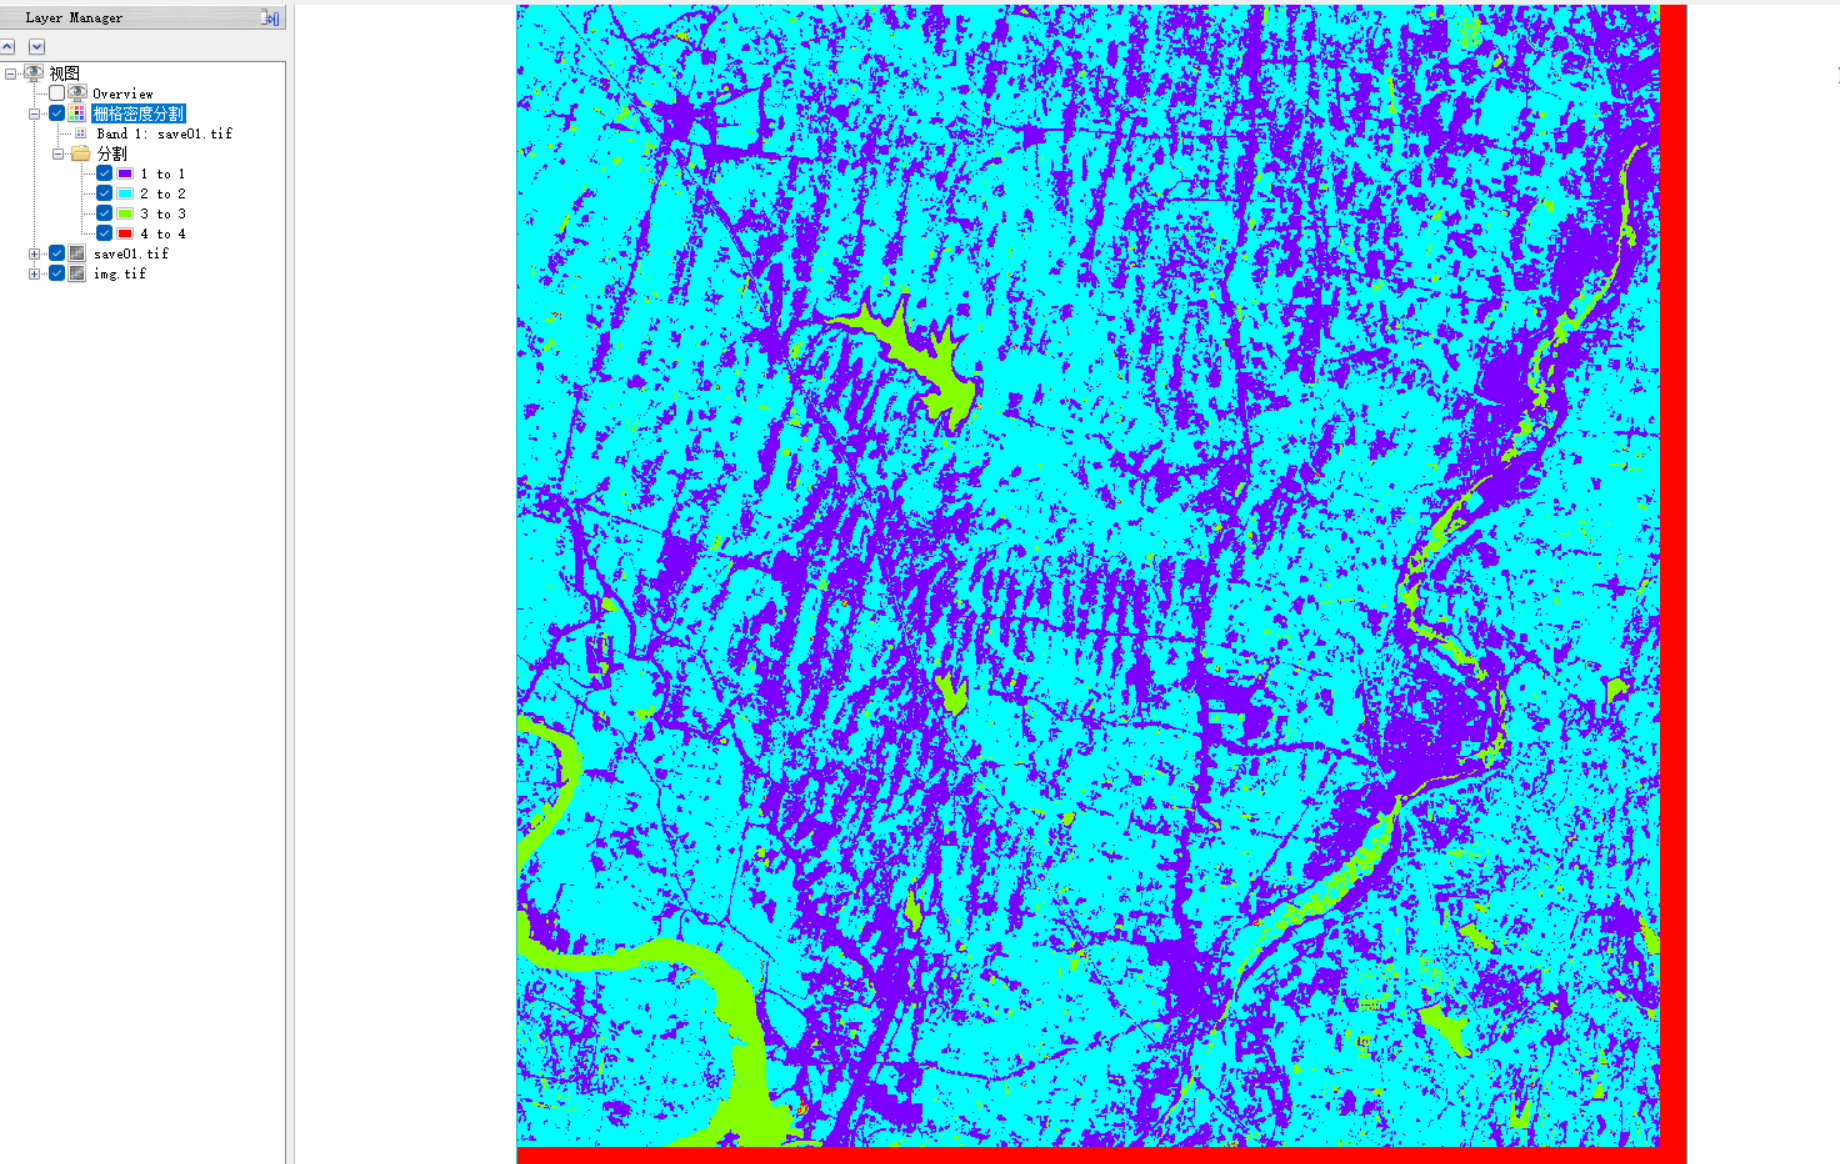 Layer Manager
视图
Overview
栅格密度分割
Band 1: save01.tif
分割
1 to 1
2 to 2
3 to 3
4 to 4
save01.tif
img.tif